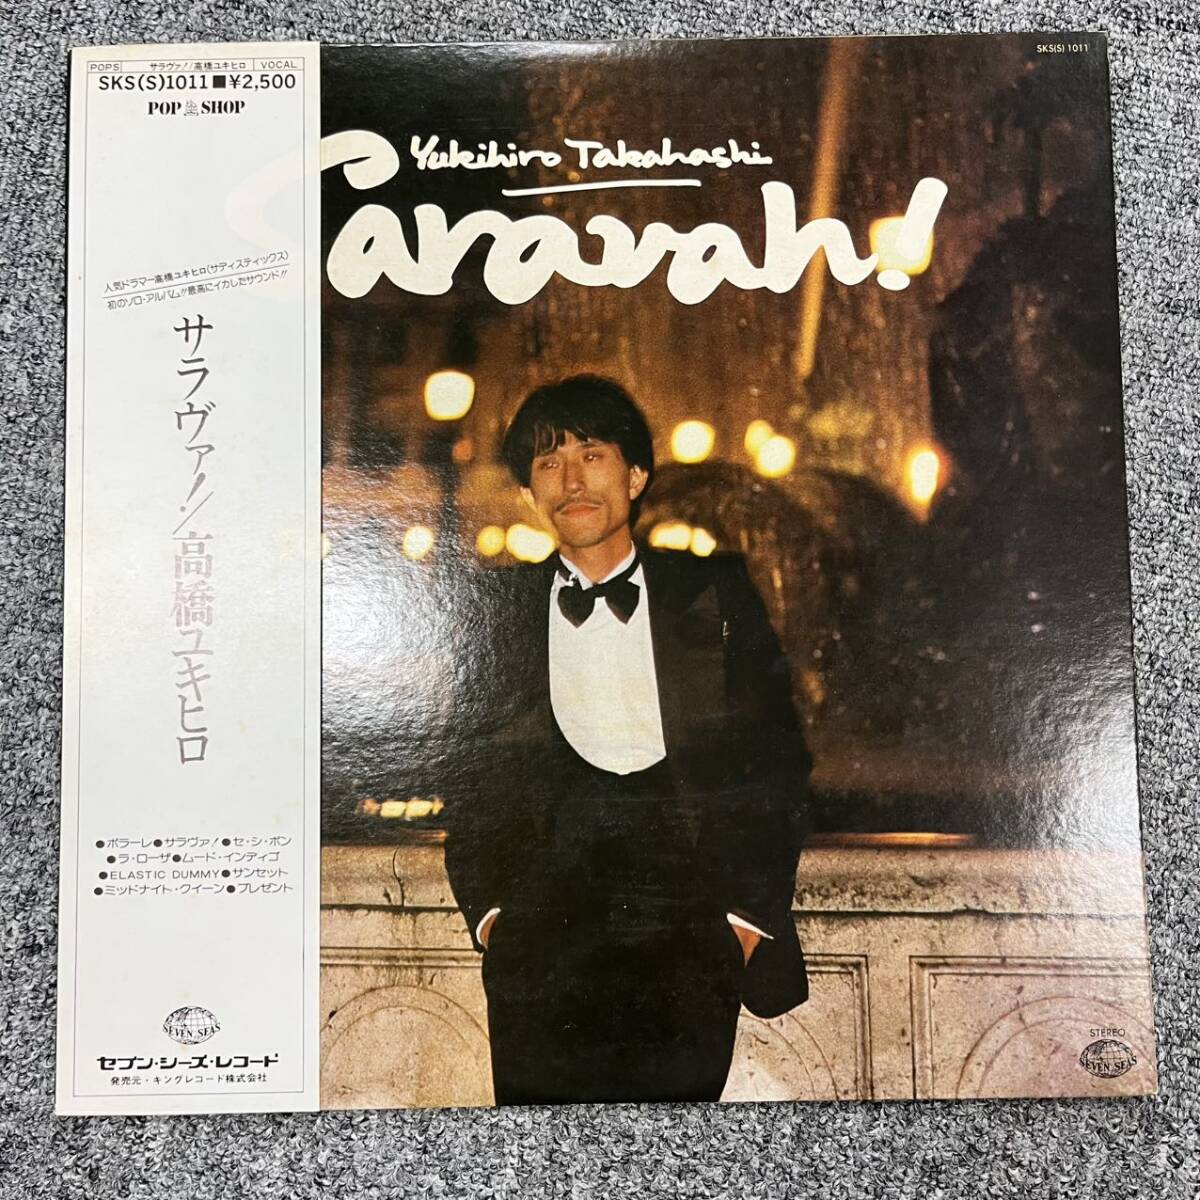 POPS サラヴァ!/高橋ユキヒロ VOCAL
SKS(S)1011■¥2,500
POP SHOP
人気ドラマー高橋ユキヒロ(サディスティックス)
初のソロ・アルバム!!最高にイカしたサウンド!!
サラヴァ!/高橋ユキヒロ
●ボラーレ●サラヴァ!●セ・シ・ボン
●ラ・ローザ●ムード・インディゴ
●ELASTIC DUMMY●サンセット
●ミッドナイト・クイーン●プレゼント
SEVEN SEAS
セブン・シーズ・レコード
発売元・キングレコード株式会社
SKS(S) 1011
Yukihiro Takahashi
Saravah!
STEREO
SEVEN SEAS